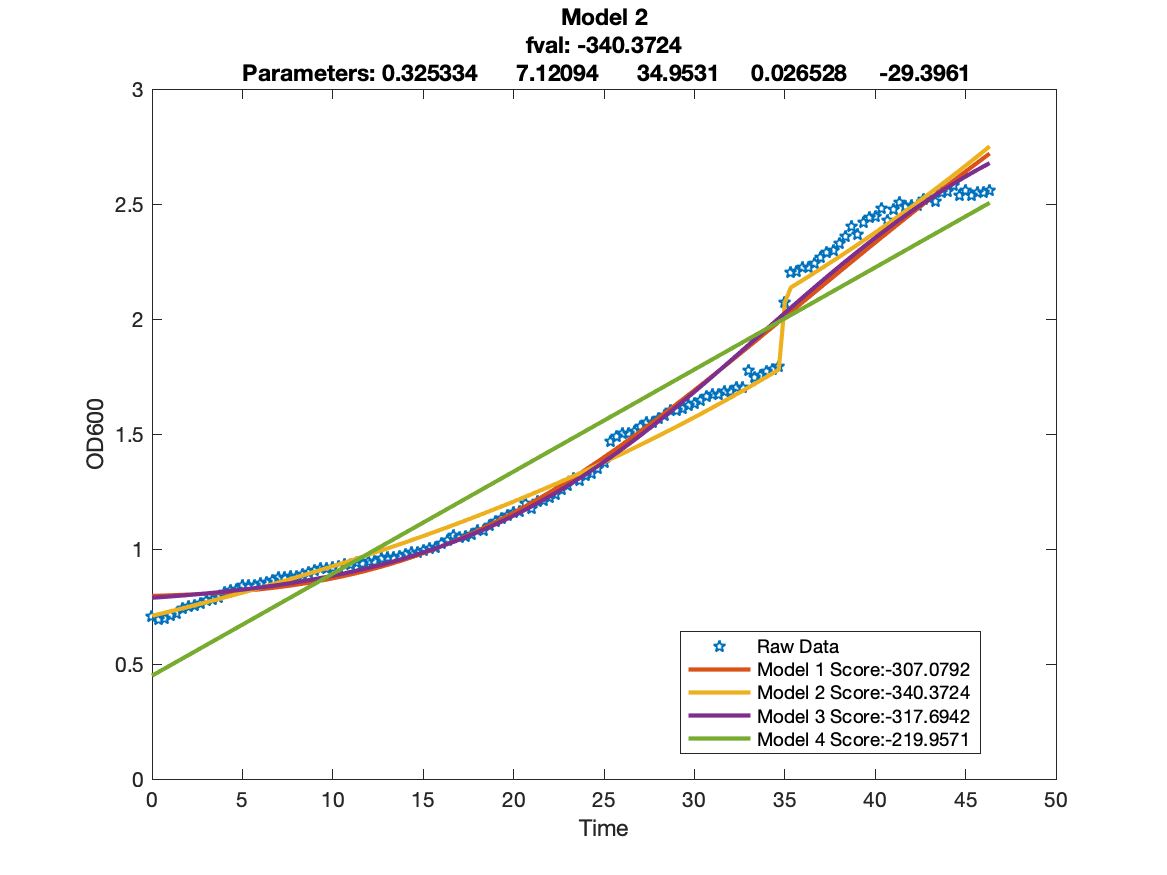 Model 2
fval: -340.3724
Parameters: 0.325334 7.12094 34.9531 0.026528 -29.3961
3
2.5
2
1.5
1
0.5
0
OD600
0 5 10 15 20 25 30 35 40 45 50
Time
Raw Data
Model 1 Score:-307.0792
Model 2 Score:-340.3724
Model 3 Score:-317.6942
Model 4 Score:-219.9571